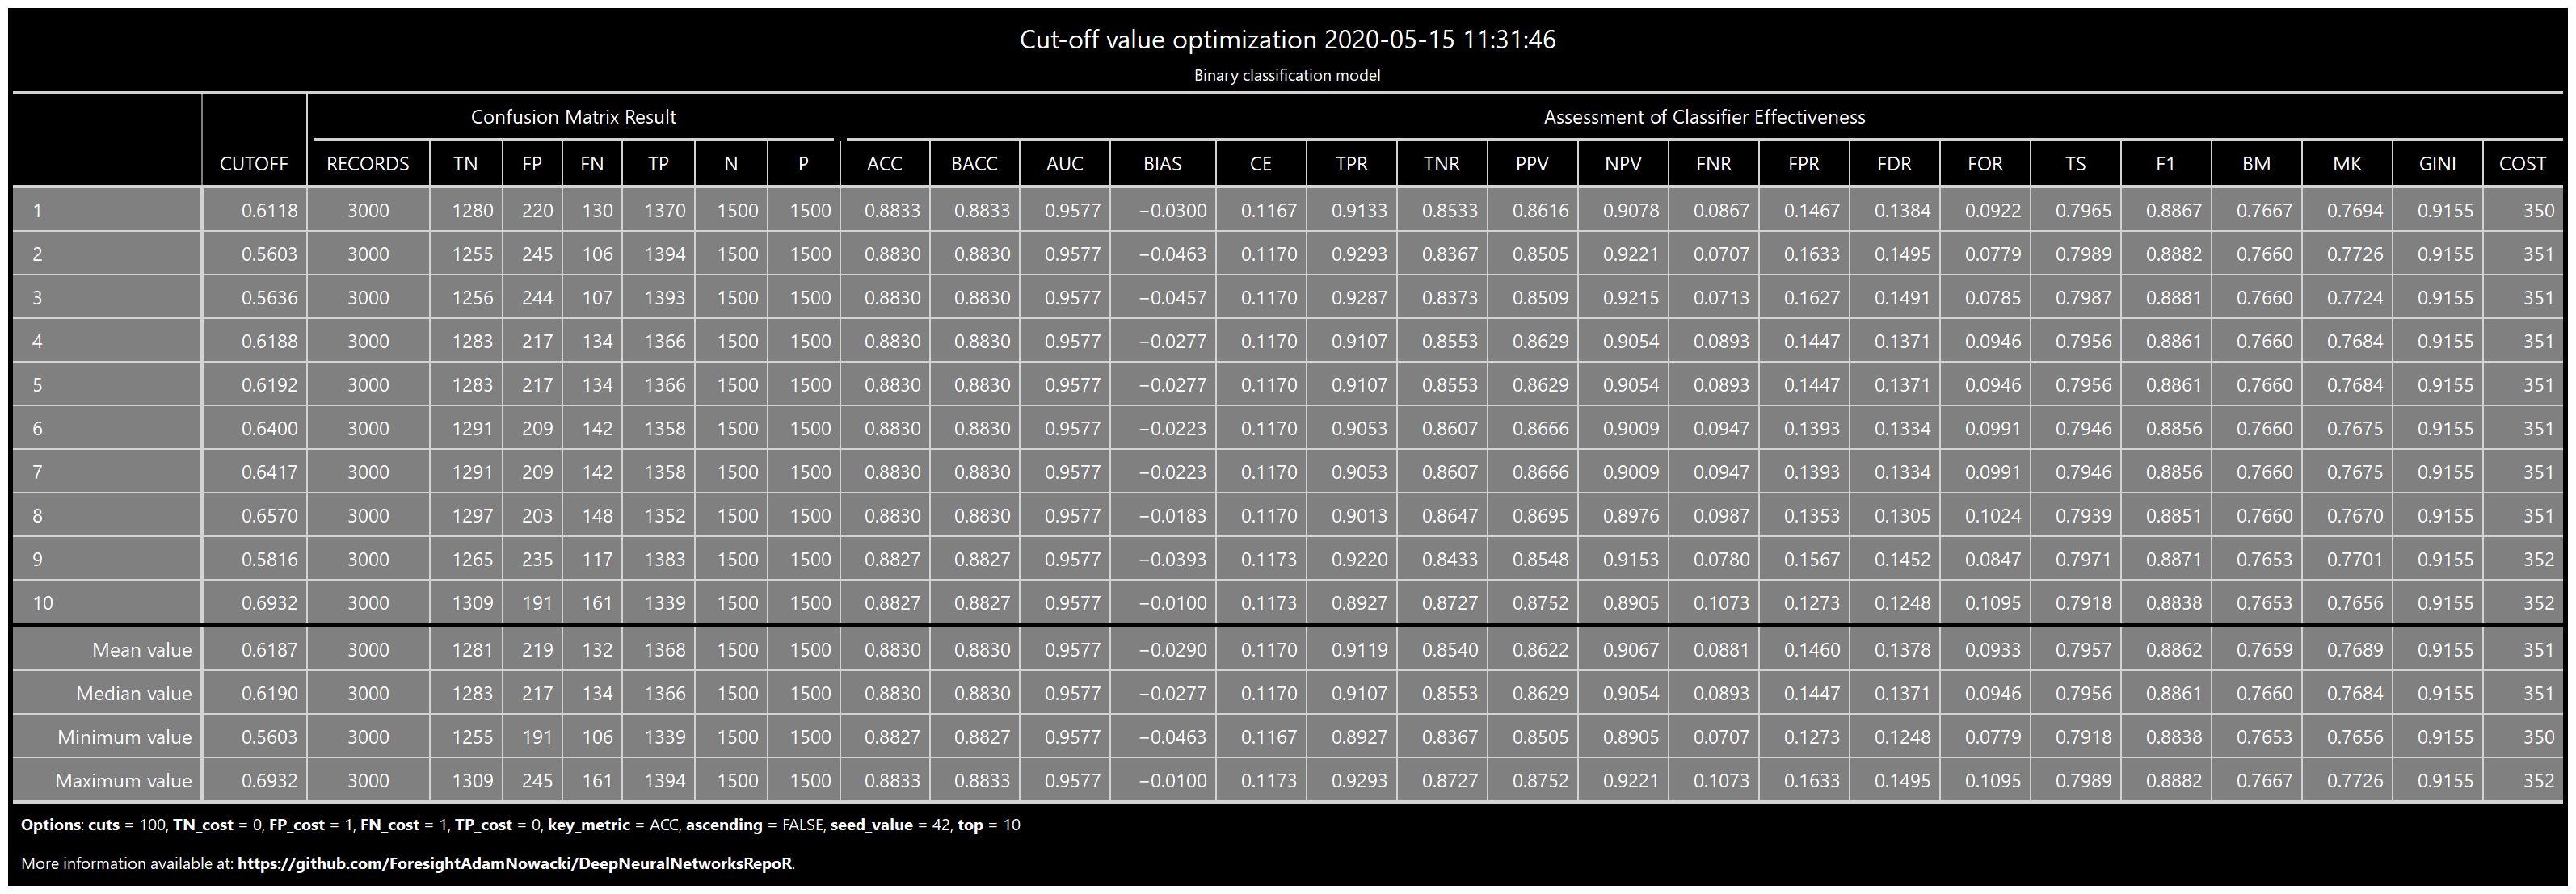 Cut-off value optimization 2020-05-15 11:31:46
Binary classification model
Confusion Matrix Result Assessment of Classifier Effectiveness
CUTOFF RECORDS TN FP FN TP N P ACC BACC AUC BIAS CE TPR TNR PPV NPV FNR FPR FDR FOR TS F1 BM MK GINI COST
1 0.6118 3000 1280 220 130 1370 1500 1500 0.8833 0.8833 0.9577 −0.0300 0.1167 0.9133 0.8533 0.8616 0.9078 0.0867 0.1467 0.1384 0.0922 0.7965 0.8867 0.7667 0.7694 0.9155 350
2 0.5603 3000 1255 245 106 1394 1500 1500 0.8830 0.8830 0.9577 −0.0463 0.1170 0.9293 0.8367 0.8505 0.9221 0.0707 0.1633 0.1495 0.0779 0.7989 0.8882 0.7660 0.7726 0.9155 351
3 0.5636 3000 1256 244 107 1393 1500 1500 0.8830 0.8830 0.9577 −0.0457 0.1170 0.9287 0.8373 0.8509 0.9215 0.0713 0.1627 0.1491 0.0785 0.7987 0.8881 0.7660 0.7724 0.9155 351
4 0.6188 3000 1283 217 134 1366 1500 1500 0.8830 0.8830 0.9577 −0.0277 0.1170 0.9107 0.8553 0.8629 0.9054 0.0893 0.1447 0.1371 0.0946 0.7956 0.8861 0.7660 0.7684 0.9155 351
5 0.6192 3000 1283 217 134 1366 1500 1500 0.8830 0.8830 0.9577 −0.0277 0.1170 0.9107 0.8553 0.8629 0.9054 0.0893 0.1447 0.1371 0.0946 0.7956 0.8861 0.7660 0.7684 0.9155 351
6 0.6400 3000 1291 209 142 1358 1500 1500 0.8830 0.8830 0.9577 −0.0223 0.1170 0.9053 0.8607 0.8666 0.9009 0.0947 0.1393 0.1334 0.0991 0.7946 0.8856 0.7660 0.7675 0.9155 351
7 0.6417 3000 1291 209 142 1358 1500 1500 0.8830 0.8830 0.9577 −0.0223 0.1170 0.9053 0.8607 0.8666 0.9009 0.0947 0.1393 0.1334 0.0991 0.7946 0.8856 0.7660 0.7675 0.9155 351
8 0.6570 3000 1297 203 148 1352 1500 1500 0.8830 0.8830 0.9577 −0.0183 0.1170 0.9013 0.8647 0.8695 0.8976 0.0987 0.1353 0.1305 0.1024 0.7939 0.8851 0.7660 0.7670 0.9155 351
9 0.5816 3000 1265 235 117 1383 1500 1500 0.8827 0.8827 0.9577 −0.0393 0.1173 0.9220 0.8433 0.8548 0.9153 0.0780 0.1567 0.1452 0.0847 0.7971 0.8871 0.7653 0.7701 0.9155 352
10 0.6932 3000 1309 191 161 1339 1500 1500 0.8827 0.8827 0.9577 −0.0100 0.1173 0.8927 0.8727 0.8752 0.8905 0.1073 0.1273 0.1248 0.1095 0.7918 0.8838 0.7653 0.7656 0.9155 352
Mean value 0.6187 3000 1281 219 132 1368 1500 1500 0.8830 0.8830 0.9577 −0.0290 0.1170 0.9119 0.8540 0.8622 0.9067 0.0881 0.1460 0.1378 0.0933 0.7957 0.8862 0.7659 0.7689 0.9155 351
Median value 0.6190 3000 1283 217 134 1366 1500 1500 0.8830 0.8830 0.9577 −0.0277 0.1170 0.9107 0.8553 0.8629 0.9054 0.0893 0.1447 0.1371 0.0946 0.7956 0.8861 0.7660 0.7684 0.9155 351
Minimum value 0.5603 3000 1255 191 106 1339 1500 1500 0.8827 0.8827 0.9577 −0.0463 0.1167 0.8927 0.8367 0.8505 0.8905 0.0707 0.1273 0.1248 0.0779 0.7918 0.8838 0.7653 0.7656 0.9155 350
Maximum value 0.6932 3000 1309 245 161 1394 1500 1500 0.8833 0.8833 0.9577 −0.0100 0.1173 0.9293 0.8727 0.8752 0.9221 0.1073 0.1633 0.1495 0.1095 0.7989 0.8882 0.7667 0.7726 0.9155 352
Options: cuts = 100, TN_cost = 0, FP_cost = 1, FN_cost = 1, TP_cost = 0, key_metric = ACC, ascending = FALSE, seed_value = 42, top = 10
More information available at: https://github.com/ForesightAdamNowacki/DeepNeuralNetworksRepoR.